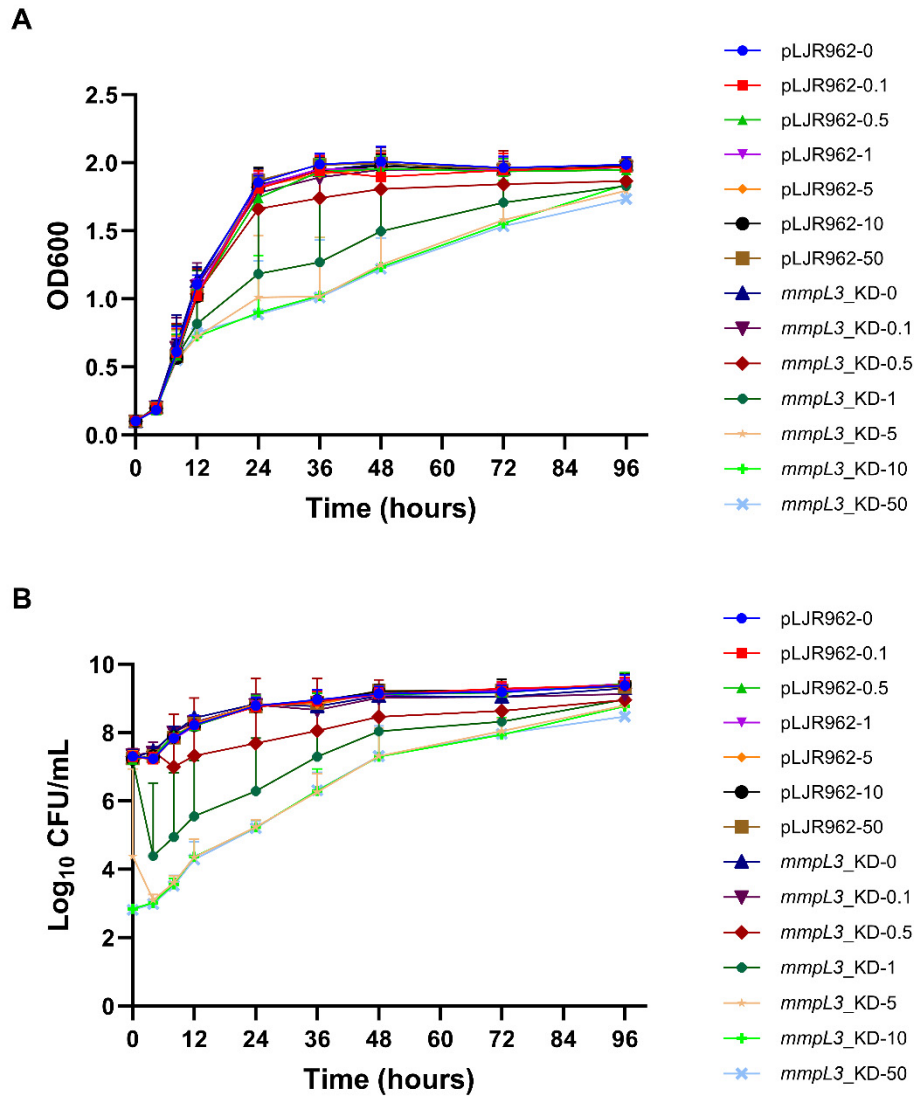 A
OD600
2.5
2.0
1.5
1.0
0.5
0.0
0 12 24 36 48 72 84 96
Time (hours)
pLJR962-0
pLJR962-0.1
pLJR962-0.5
pLJR962-1
pLJR962-5
pLJR962-10
pLJR962-50
mmpL3_KD-0
mmpL3_KD-0.1
mmpL3_KD-0.5
mmpL3_KD-1
mmpL3_KD-5
mmpL3_KD-10
mmpL3_KD-50
B
Log10 CFU/mL
10
8
6
4
2
0
0 12 24 36 48 72 84 96
Time (hours)
pLJR962-0
pLJR962-0.1
pLJR962-0.5
pLJR962-1
pLJR962-5
pLJR962-10
pLJR962-50
mmpL3_KD-0
mmpL3_KD-0.1
mmpL3_KD-0.5
mmpL3_KD-1
mmpL3_KD-5
mmpL3_KD-10
mmpL3_KD-50